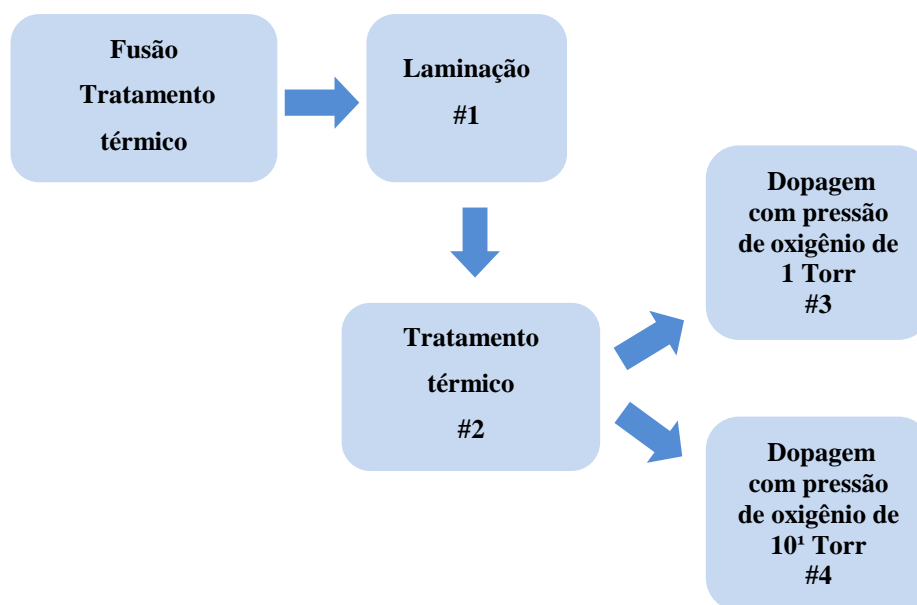 Fusão
Tratamento
térmico
Laminação
#1
Tratamento
térmico
#2
Dopagem
com pressão
de oxigênio de
1 Torr
#3
Dopagem
com pressão
de oxigênio de
10¹ Torr
#4